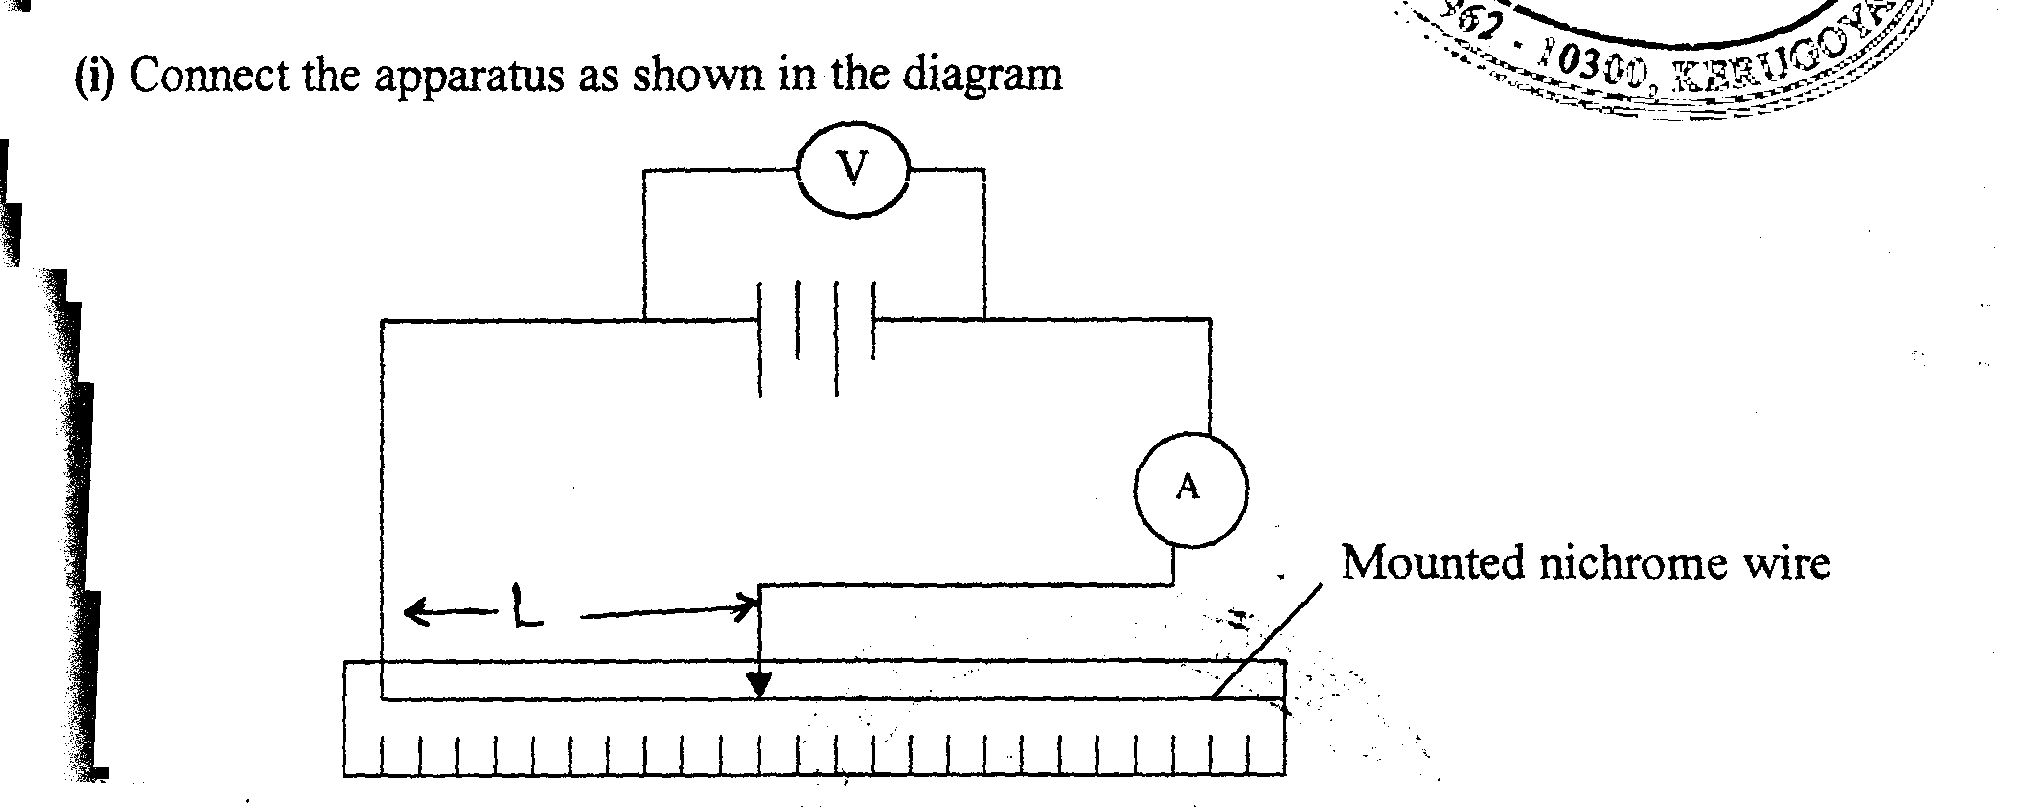 (i) Connect the apparatus as shown in the diagram
962 - 10300, KERUGOYA
V
A
Mounted nichrome wire
L